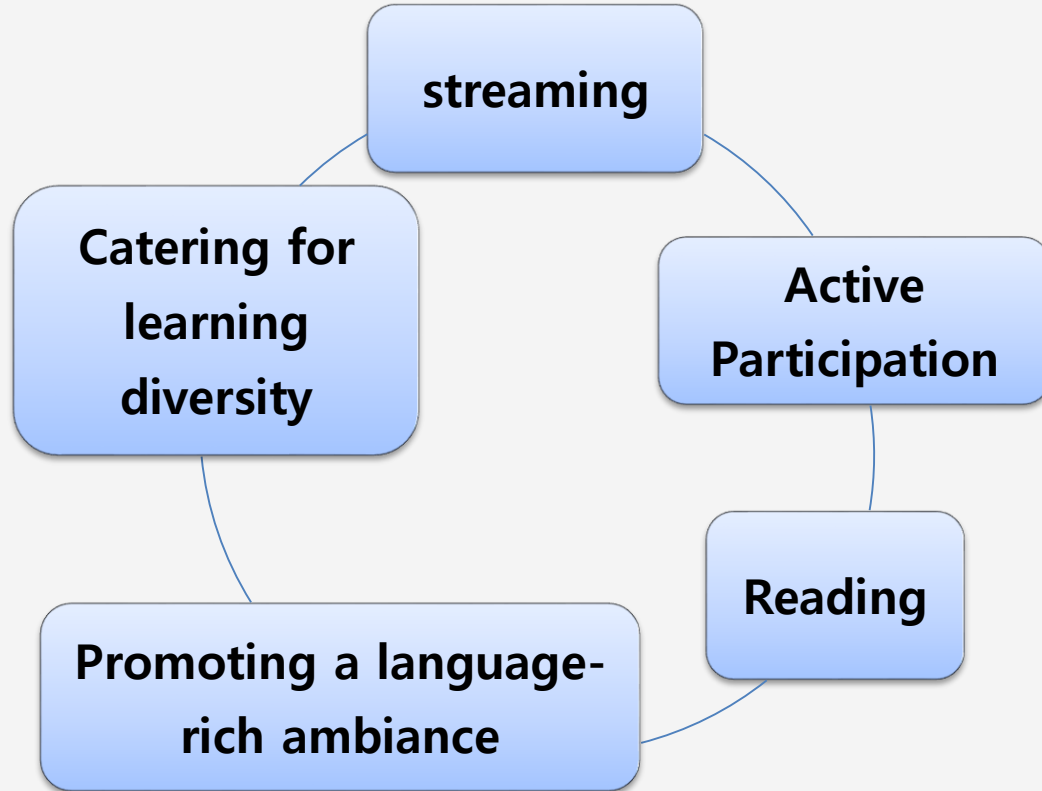 streaming
Active
Participation
Reading
Promoting a language-
rich ambiance
Catering for
learning
diversity